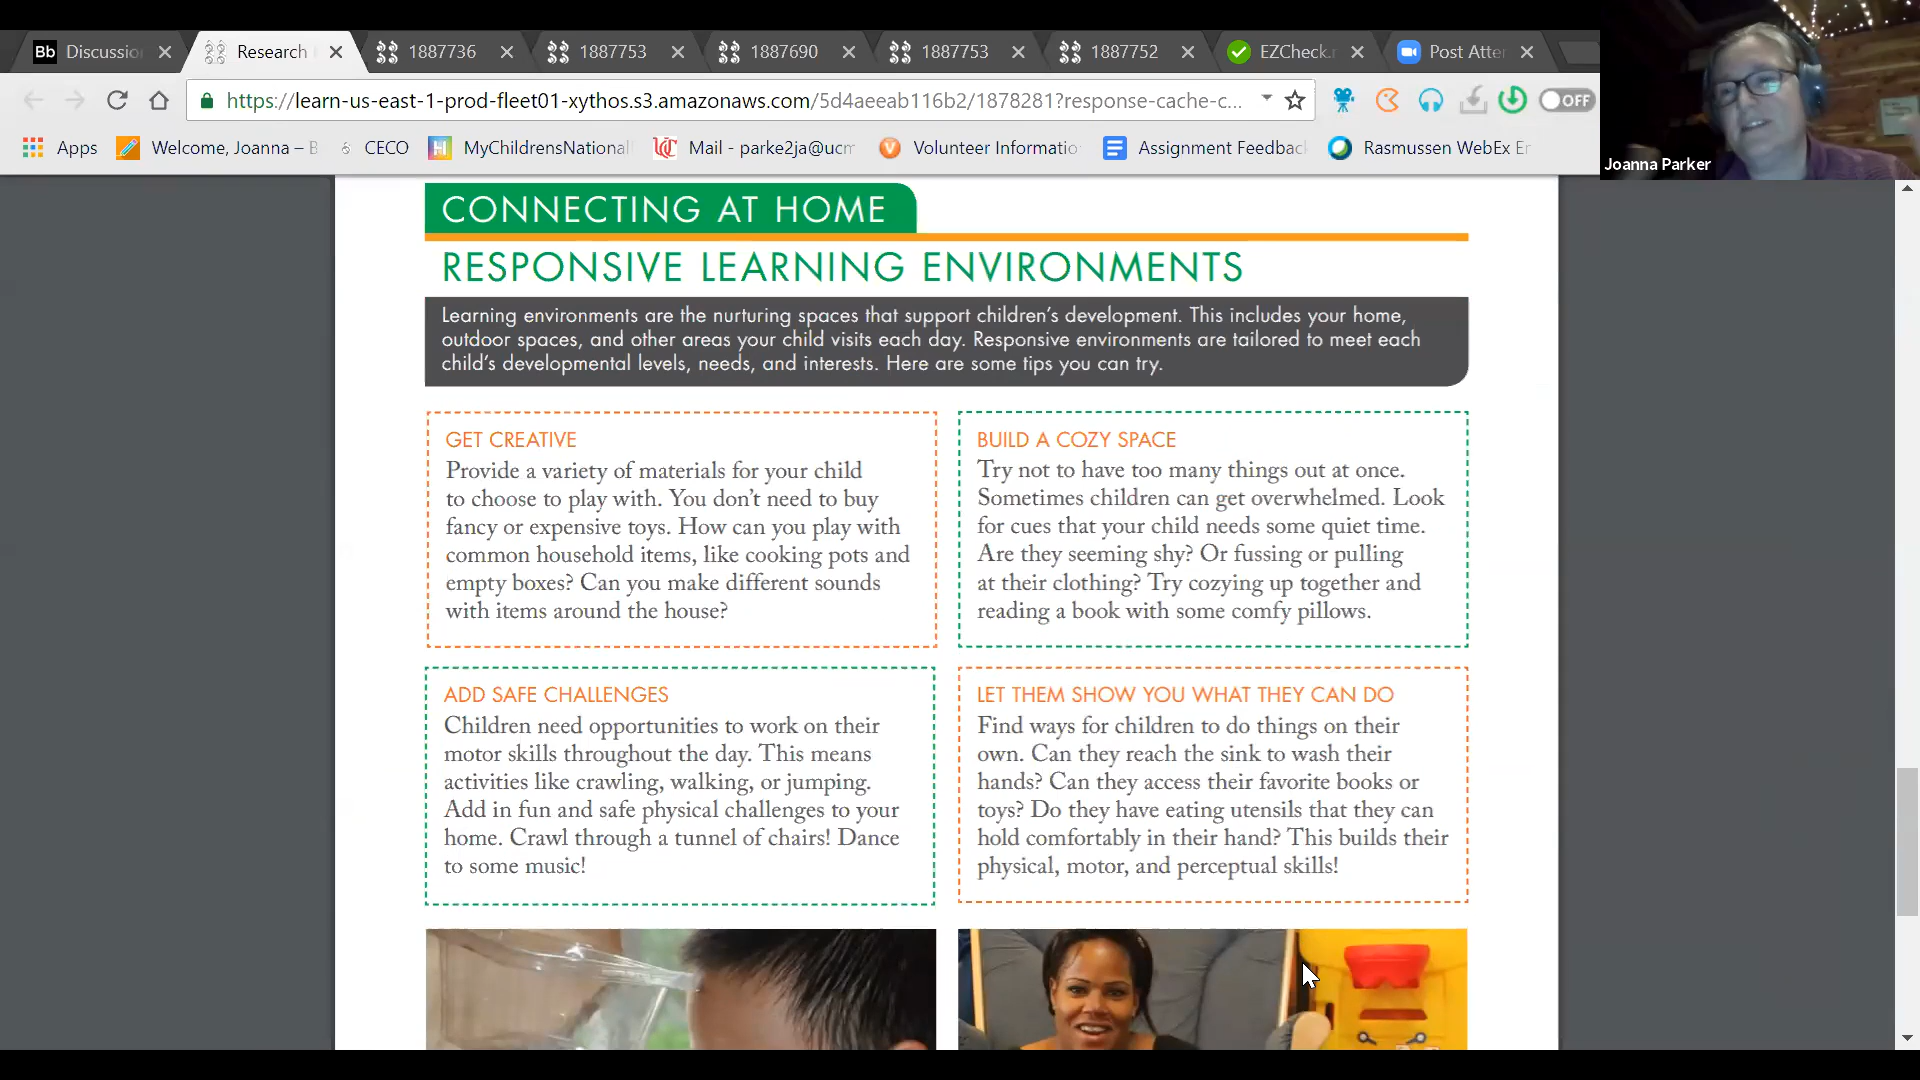 Bb Discussio
Research
1887736
1887753
1887690
1887753
1887752
EZCheck.
Post Atte
https://learn-us-east-1-prod-fleet01-xythos.s3.amazonaws.com/5d4aeeab116b2/1878281?response-cache-c...
OFF
Apps
Welcome, Joanna –
CECO
MyChildrensNational
Mail - parke2ja@ucm
Volunteer Informatio
Assignment Feedbac
Rasmussen WebEx
Joanna Parker
CONNECTING AT HOME
RESPONSIVE LEARNING ENVIRONMENTS
Learning environments are the nurturing spaces that support children's development. This includes your home,
outdoor spaces, and other areas your child visits each day. Responsive environments are tailored to meet each
child's developmental levels, needs, and interests. Here are some tips you can try.
GET CREATIVE
Provide a variety of materials for your child
to choose to play with. You don't need to buy
fancy or expensive toys. How can you play with
common household items, like cooking pots and
empty boxes? Can you make different sounds
with items around the house?
BUILD A COZY SPACE
Try not to have too many things out at once.
Sometimes children can get overwhelmed. Look
for cues that your child needs some quiet time.
Are they seeming shy? Or fussing or pulling
at their clothing? Try cozying up together and
reading a book with some comfy pillows.
ADD SAFE CHALLENGES
Children need opportunities to work on their
motor skills throughout the day. This means
activities like crawling, walking, or jumping.
Add in fun and safe physical challenges to your
home. Crawl through a tunnel of chairs! Dance
to some music!
LET THEM SHOW YOU WHAT THEY CAN DO
Find ways for children to do things on their
own. Can they reach the sink to wash their
hands? Can they access their favorite books or
toys? Do they have eating utensils that they can
hold comfortably in their hand? This builds their
physical, motor, and perceptual skills!